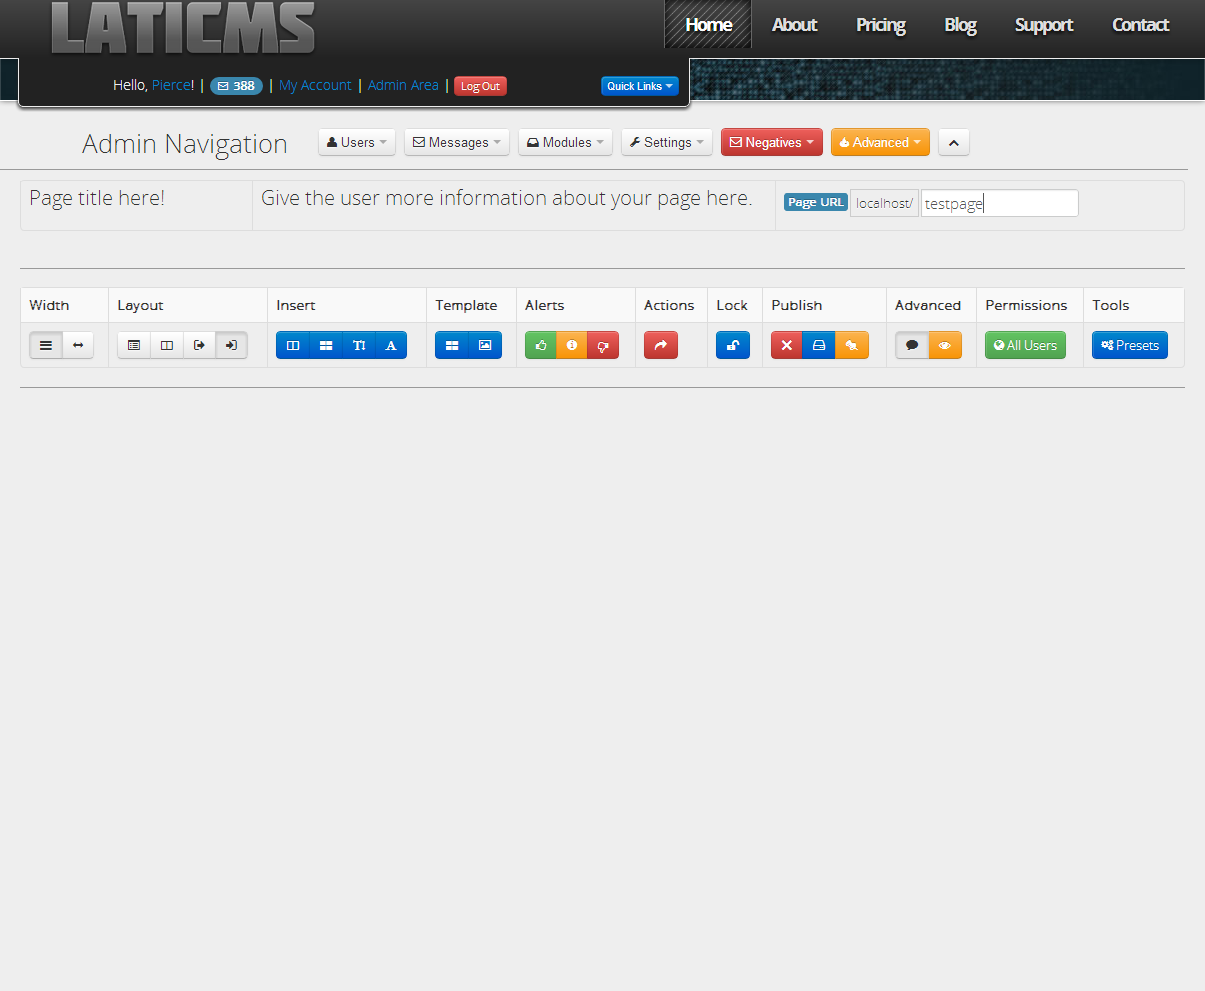 LATICMS
Home About Pricing Blog Support Contact
Hello, Pierce! | 388 | My Account | Admin Area | Log Out Quick Links
Admin Navigation Users Messages Modules Settings Negatives Advanced
Page title here! Give the user more information about your page here. Page URL localhost/ testpage
Width Layout Insert Template Alerts Actions Lock Publish Advanced Permissions Tools
All Users Presets